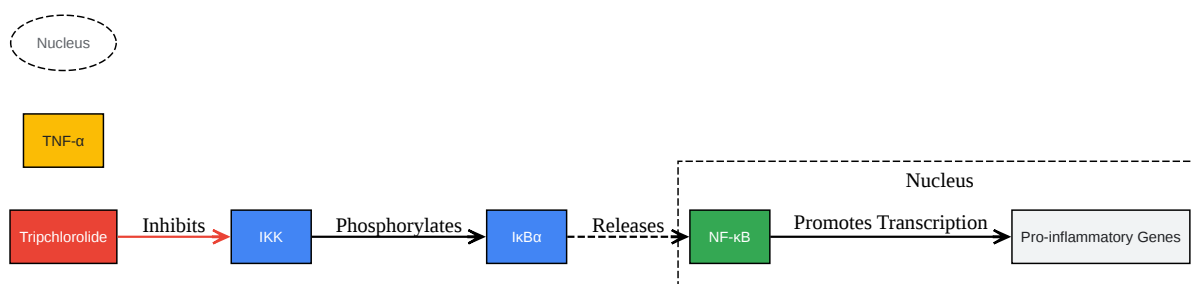 Nucleus
TNF-α
Nucleus
Tripchlorolide
Inhibits
IKK
Phosphorylates
IκBα
Releases
NF-κB
Promotes Transcription
Pro-inflammatory Genes